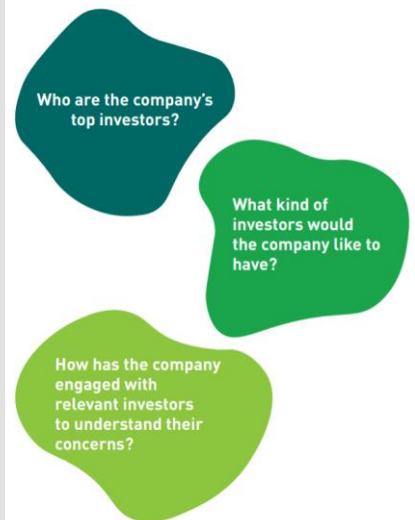 Who are the company's
top investors?
What kind of
investors would
the company like to
have?
How has the company
engaged with
relevant investors
to understand their
concerns?